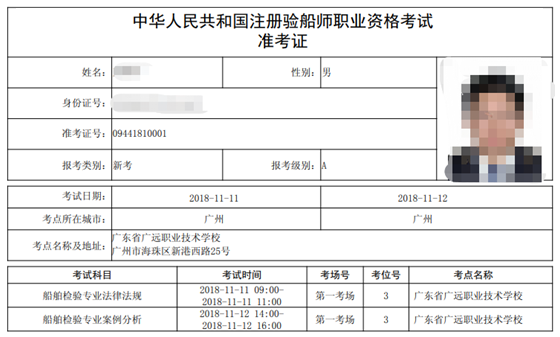 中华人民共和国注册验船师职业资格考试
准考证
姓名： 性别： 男
身份证号：
准考证号： 09441810001
报考类别： 新考 报考级别： A
考试日期： 2018-11-11 2018-11-12
考点所在城市： 广州 广州
考点名称及地址： 广东省广远职业技术学校
广州市海珠区新港西路25号
考试科目 考试时间 考场号 考位号 考点名称
船舶检验专业法律法规 2018-11-11 09:00-
2018-11-11 11:00 第一考场 3 广东省广远职业技术学校
船舶检验专业案例分析 2018-11-12 14:00-
2018-11-12 16:00 第一考场 3 广东省广远职业技术学校